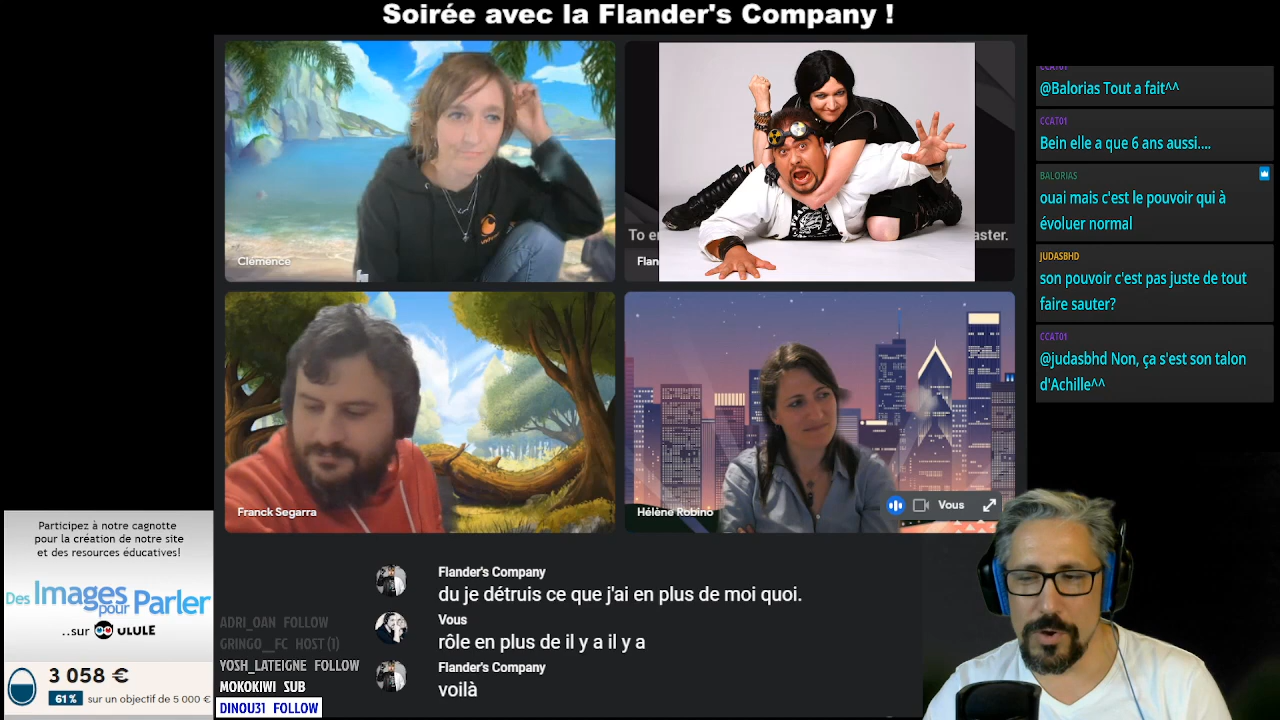 Soirée avec la Flander's Company !
Clémence
To e
aster.
Flan
Franck Segarra
Hélène Robino
Vous
CCAT01
@Balorias Tout a fait^^
CCAT01
Bein elle a que 6 ans aussi....
BALORIAS
ouai mais c'est le pouvoir qui à
évoluer normal
JUDASBHD
son pouvoir c'est pas juste de tout
faire sauter?
CCAT01
@judasbhd Non, ça s'est son talon
d'Achille^^
Participez à notre cagnotte
pour la création de notre site
et des resources éducatives!
Des Images pour Parler
..sur ULULE
3 058 €
61 % sur un objectif de 5 000 €
ADRI_OAN FOLLOW
GRINGO__FC HOST (1)
YOSH_LATEIGNE FOLLOW
MOKOKIWI SUB
DINOU31 FOLLOW
Flander's Company
du je détruis ce que j'ai en plus de moi quoi.
Vous
rôle en plus de il y a il y a
Flander's Company
voilà